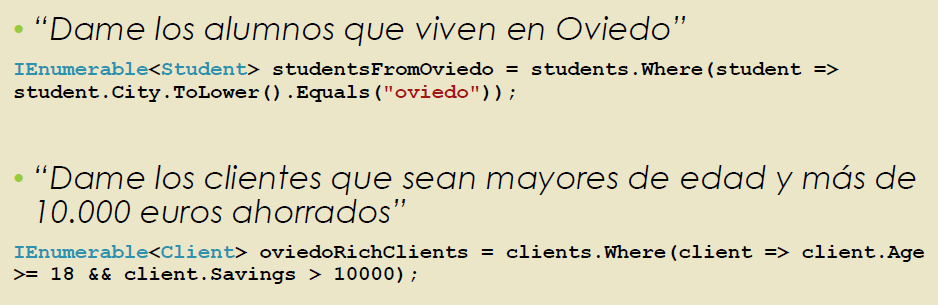 • “Dame los alumnos que viven en Oviedo”
IEnumerable<Student> studentsFromOviedo = students.Where(student =>
student.City.ToLower().Equals("oviedo"));
• “Dame los clientes que sean mayores de edad y más de
10.000 euros ahorrados”
IEnumerable<Client> oviedoRichClients = clients.Where(client => client.Age
>= 18 && client.Savings > 10000);